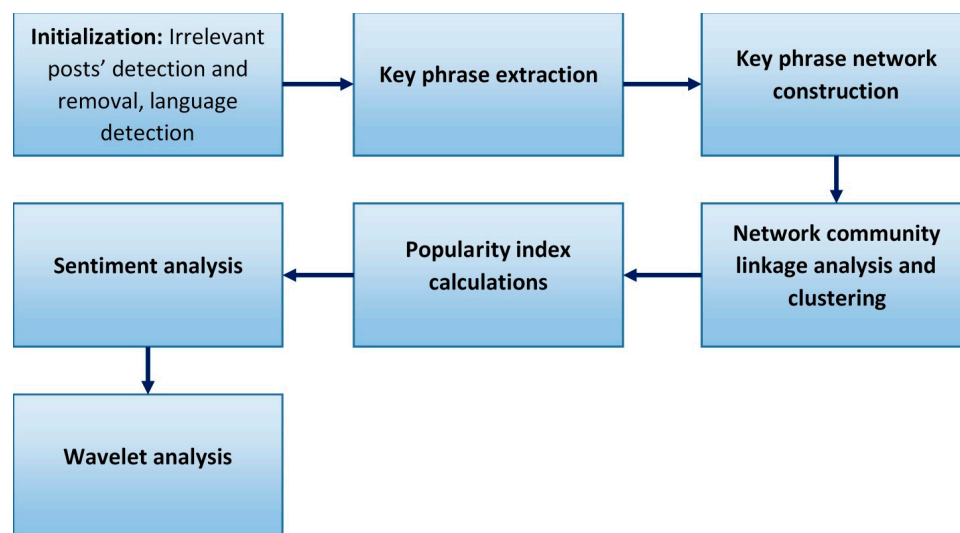 Initialization: Irrelevant
posts’ detection and
removal, language
detection
Key phrase extraction
Key phrase network
construction
Network community
linkage analysis and
clustering
Popularity index
calculations
Sentiment analysis
Wavelet analysis